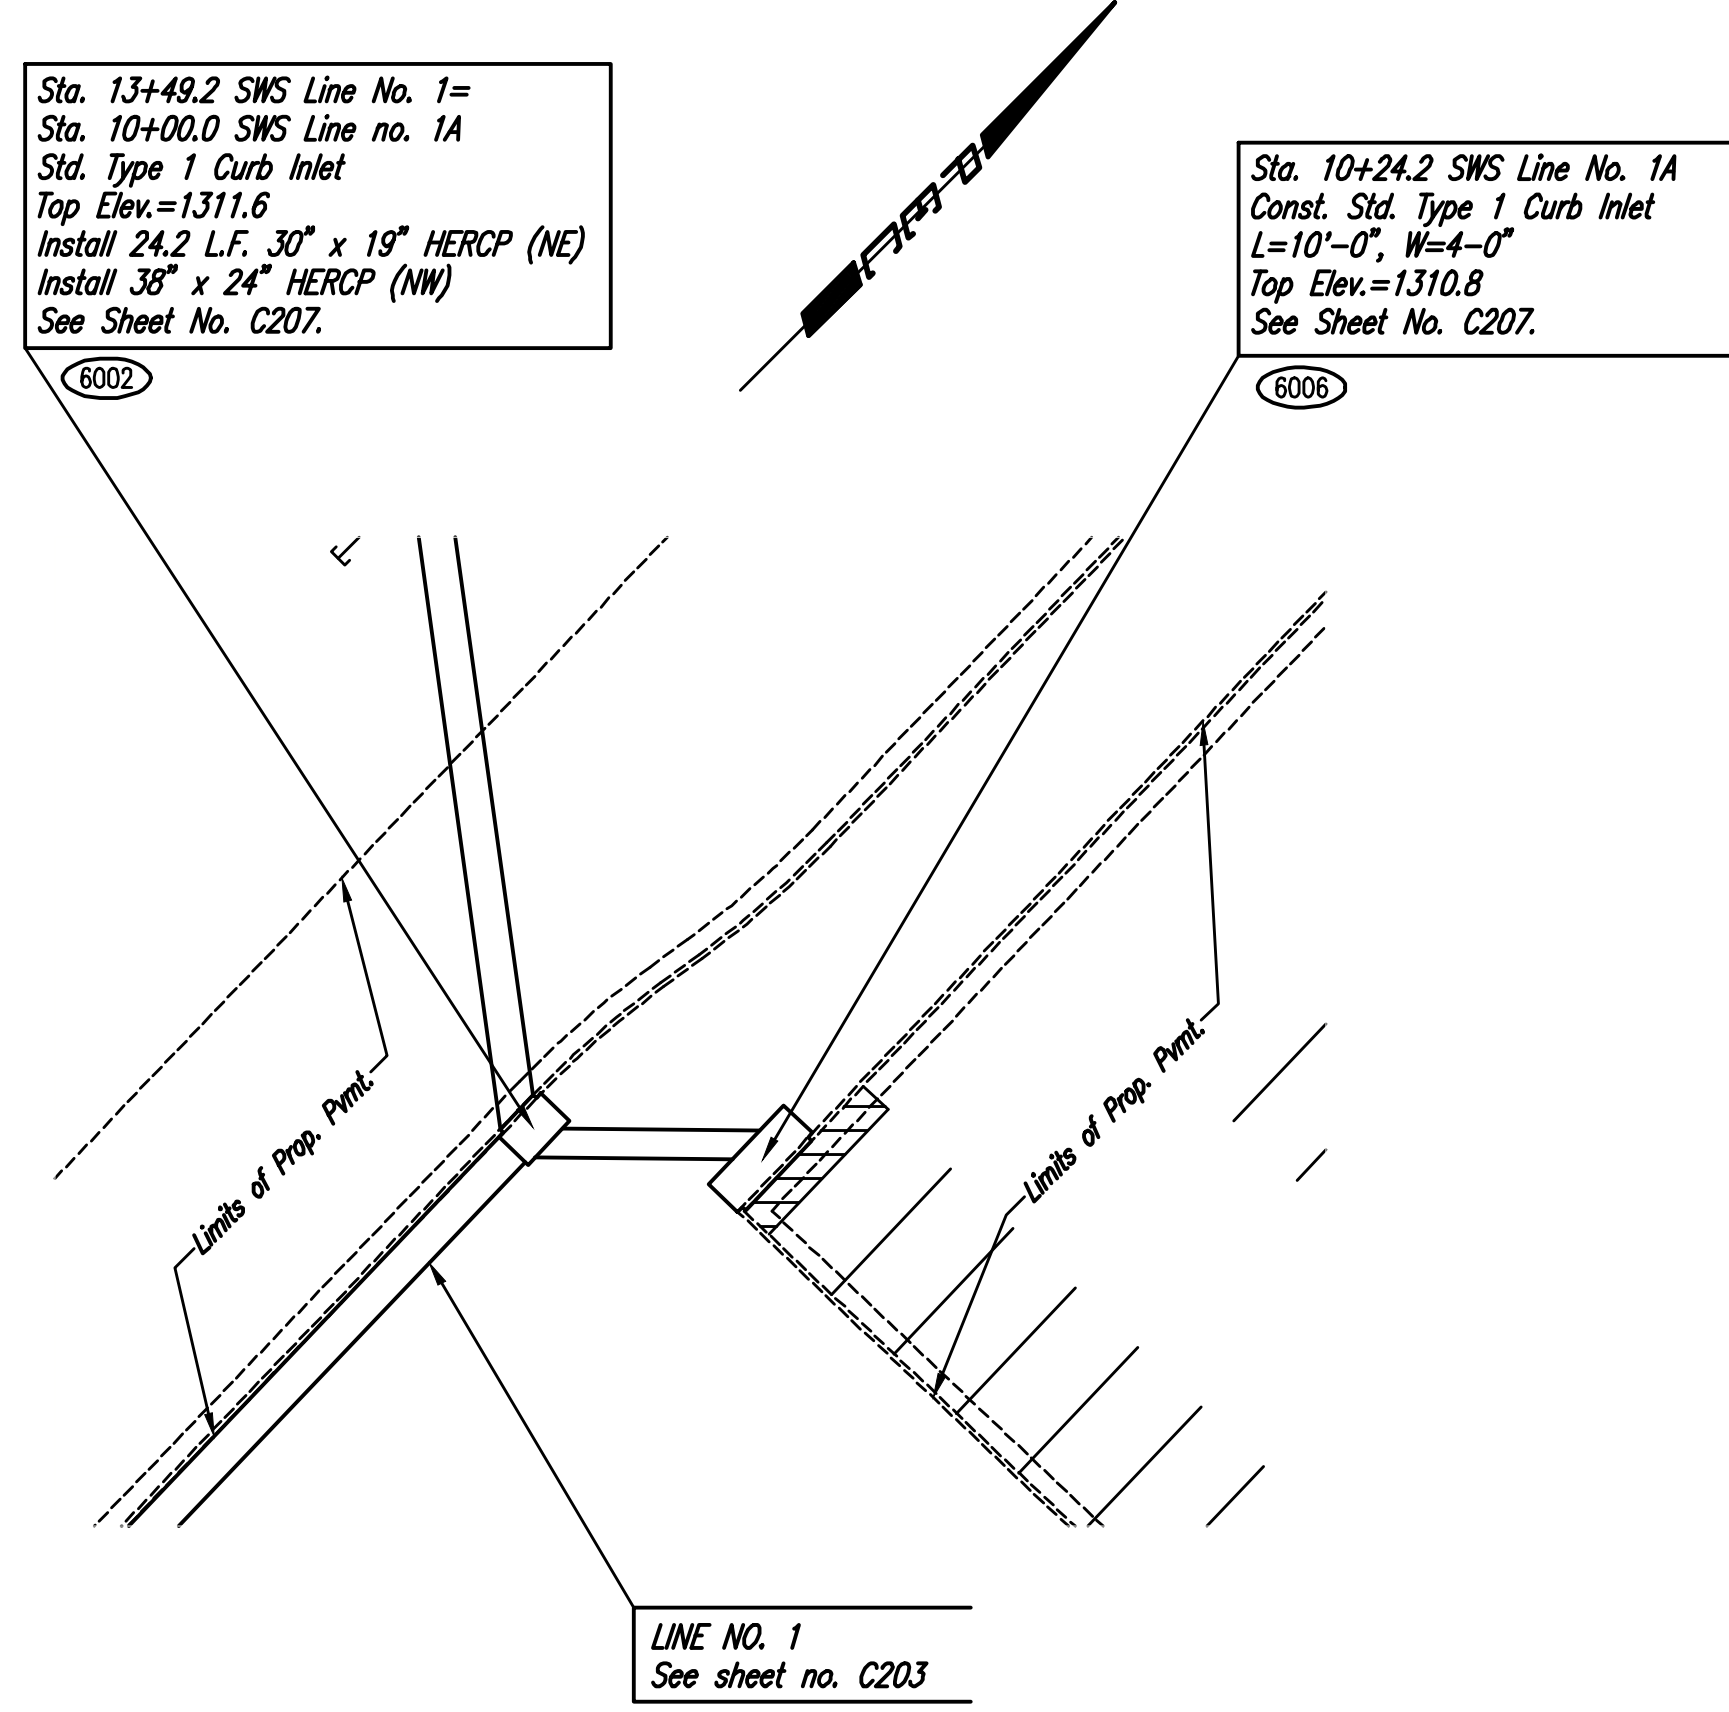 Sta. 13+49.2 SWS Line No. 1=
Sta. 10+00.0 SWS Line no. 1A
Std. Type 1 Curb Inlet
Top Elev.=1311.6
Install 24.2 L.F. 30" x 19" HERCP (NE)
Install 38" x 24" HERCP (NW)
See Sheet No. C207.
6002
Sta. 10+24.2 SWS Line No. 1A
Const. Std. Type 1 Curb Inlet
L=10'-0", W=4-0"
Top Elev.=1310.8
See Sheet No. C207.
6006
Limits of Prop. Pvmt.
Limits of Prop. Pvmt.
LINE NO. 1
See sheet no. C203